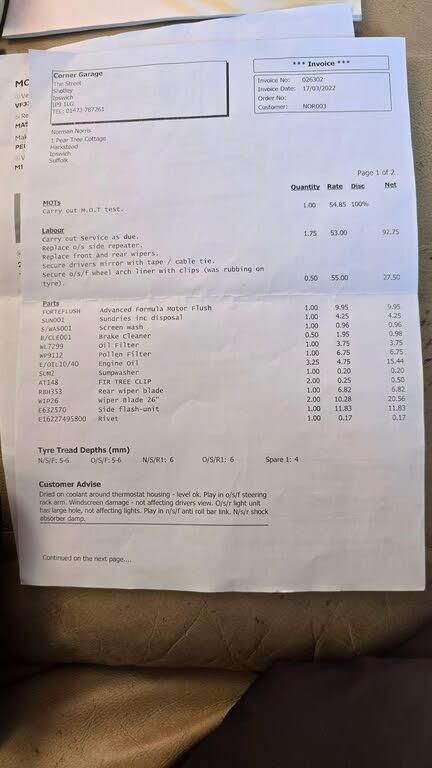 Corner Garage
The Street
Shotley
Ipswich
IP9 1LG
TEL: 01473 787261
*** Invoice ***
Invoice No: 026302
Invoice Date: 17/03/2022
Order No:
Customer: NOR003
Norman Norris
1 Pear Tree Cottage
Harkstead
Ipswich
Suffolk
Page 1 of 2
Quantity Rate Disc Net
MOTs
Carry out M.O.T test. 1.00 54.85 100%
Labour
Carry out Service as due. 1.75 53.00 92.75
Replace o/s side repeater.
Replace front and rear wipers.
Secure drivers mirror with tape / cable tie.
Secure o/s/f wheel arch liner with clips (was rubbing on
tyre). 0.50 55.00 27.50
Parts
FORTEFLUSH Advanced Formula Motor Flush 1.00 9.95 9.95
SUN001 Sundries inc disposal 1.00 4.25 4.25
S/WAS001 Screen wash 1.00 0.96 0.96
B/CLE001 Brake Cleaner 0.50 1.95 0.98
WL7299 Oil Filter 1.00 3.75 3.75
WP9112 Pollen Filter 1.00 6.75 6.75
E/OIL10/40 Engine Oil 3.25 4.75 15.44
SUM2 Sumpwasher 1.00 0.20 0.20
AT148 FIR TREE CLIP 2.00 0.25 0.50
RBH353 Rear wiper blade 1.00 6.82 6.82
WIP26 Wiper Blade 26" 2.00 10.28 20.56
E632570 Side flash-unit 1.00 11.83 11.83
E16227495800 Rivet 1.00 0.17 0.17
Tyre Tread Depths (mm)
N/S/F: 5-6 O/S/F: 5-6 N/S/R1: 6 O/S/R1: 6 Spare 1: 4
Customer Advise
Dried on coolant around thermostat housing - level ok. Play in o/s/f steering
rack arm. Windscreen damage - not affecting drivers view. O/s/r light unit
has large hole, not affecting lights. Play in n/s/f anti roll bar link. N/s/r shock
absorber damp.
Continued on the next page....